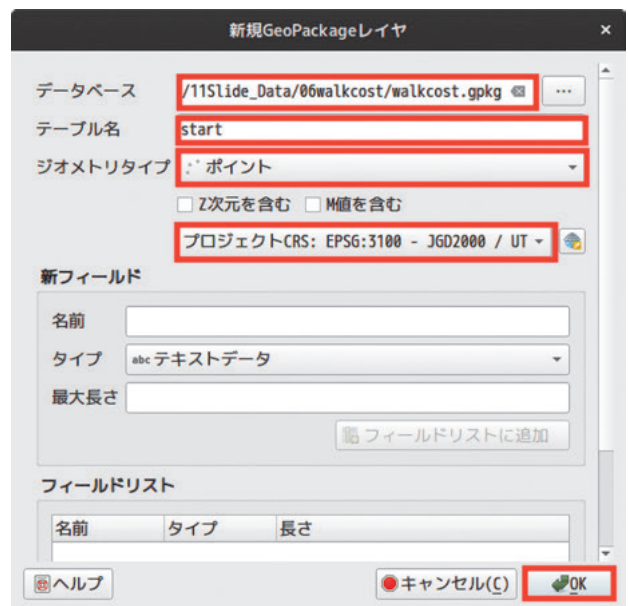 新規GeoPackageレイヤ
データベース /11Slide_Data/06walkcost/walkcost.gpkg ...
テーブル名 start
ジオメトリタイプ ポイント
Z次元を含む M値を含む
プロジェクトCRS: EPSG:3100 - JGD2000 / UT
新フィールド
名前
タイプ abc テキストデータ
最大長さ
フィールドリストに追加
フィールドリスト
名前 タイプ 長さ
ヘルプ キャンセル(C) OK